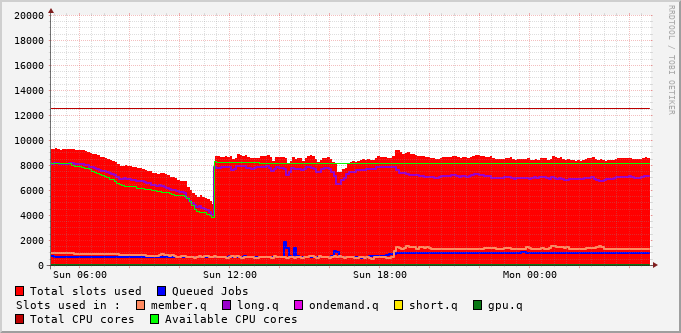 RRDTOOL / TOBI OETIKER
20000
18000
16000
14000
12000
10000
8000
6000
4000
2000
0
Sun 06:00 Sun 12:00 Sun 18:00 Mon 00:00
Total slots used Queued Jobs
Slots used in : member.q long.q ondemand.q short.q gpu.q
Total CPU cores Available CPU cores